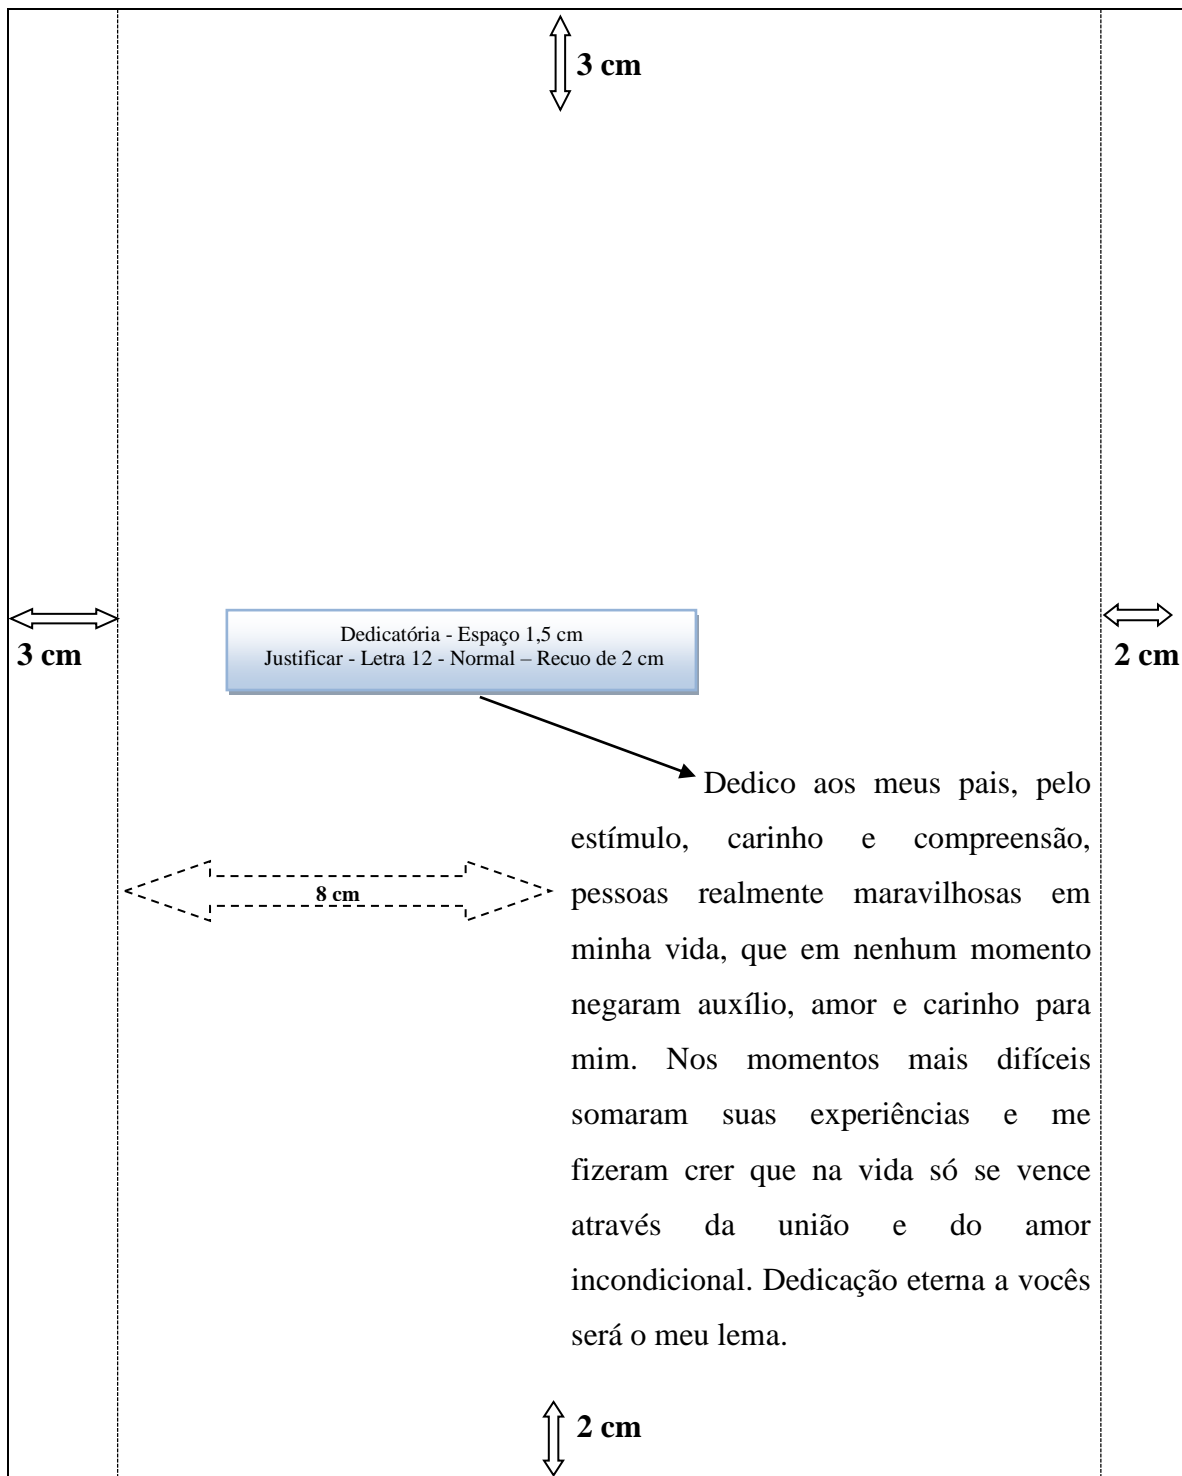 3 cm
3 cm
Dedicatória - Espaço 1,5 cm
Justificar - Letra 12 - Normal – Recuo de 2 cm
2 cm
Dedico aos meus pais, pelo
estímulo, carinho e compreensão,
8 cm
pessoas realmente maravilhosas em
minha vida, que em nenhum momento
negaram auxílio, amor e carinho para
mim. Nos momentos mais difíceis
somaram suas experiências e me
fizeram crer que na vida só se vence
através da união e do amor
incondicional. Dedicação eterna a vocês
será o meu lema.
2 cm